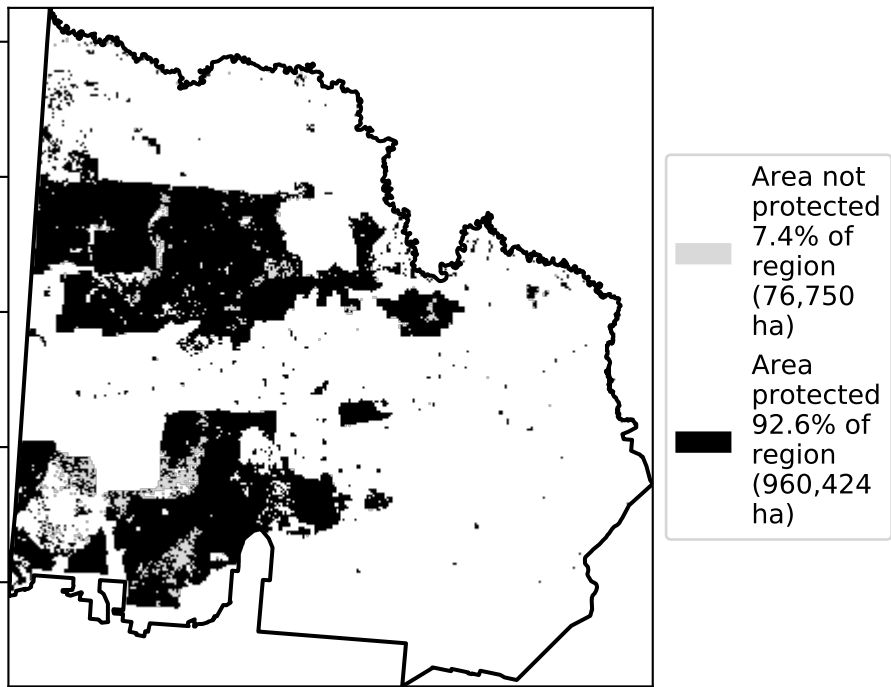 Area not
protected
7.4% of
region
(76,750
ha)
Area
protected
92.6% of
region
(960,424
ha)